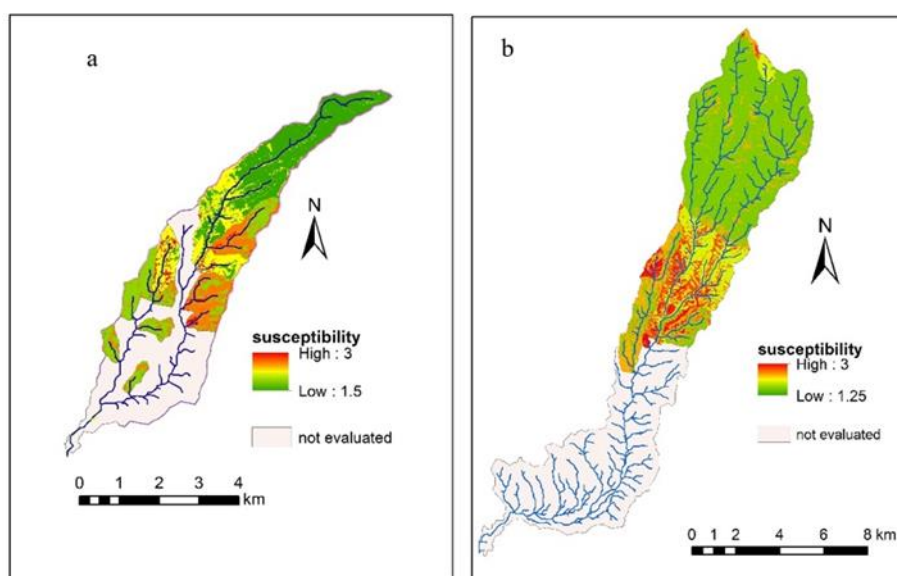 a
N
susceptibility
High : 3
Low : 1.5
not evaluated
0 1 2 3 4
km
b
N
susceptibility
High : 3
Low : 1.25
not evaluated
0 1 2 4 6 8 km